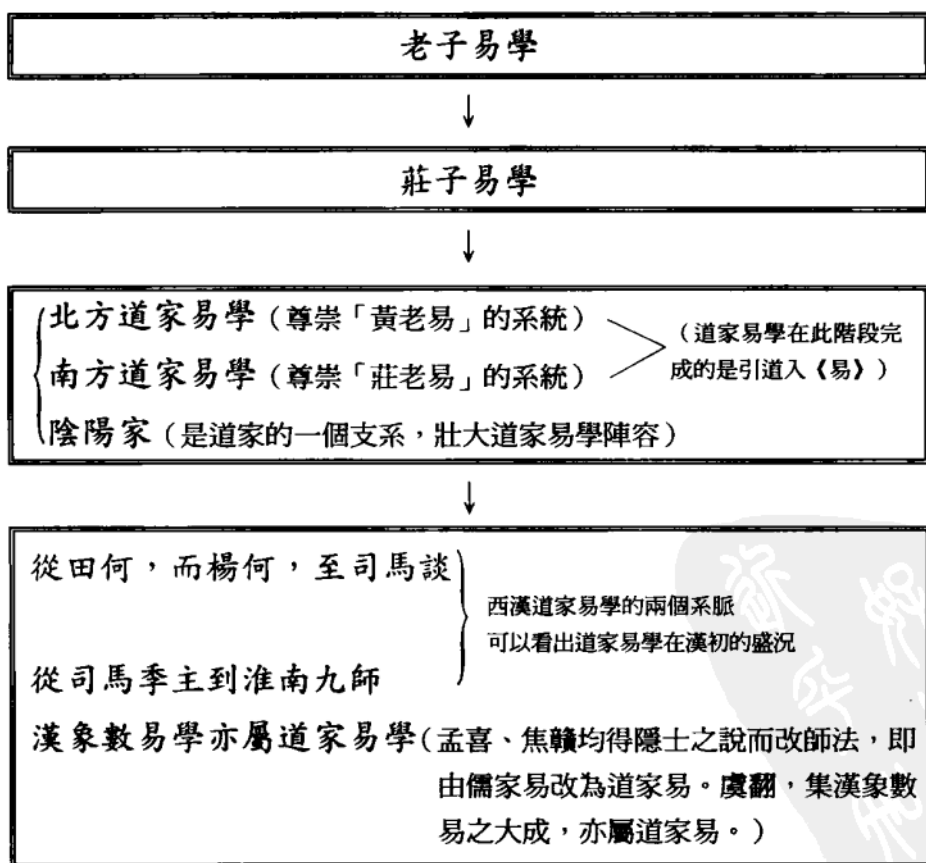 老子易學
↓
莊子易學
↓
北方道家易學（尊崇「黃老易」的系統）
南方道家易學（尊崇「莊老易」的系統）
（道家易學在此階段完
成的是引道入《易》）
陰陽家（是道家的一個支系，壯大道家易學陣容）
↓
從田何，而楊何，至司馬談
西漢道家易學的兩個系脈
可以看出道家易學在漢初的盛況
從司馬季主到淮南九師
漢象數易學亦屬道家易學（孟喜、焦贛均得隱士之說而改師法，即
由儒家易改為道家易。虞翻，集漢象數
易之大成，亦屬道家易。）